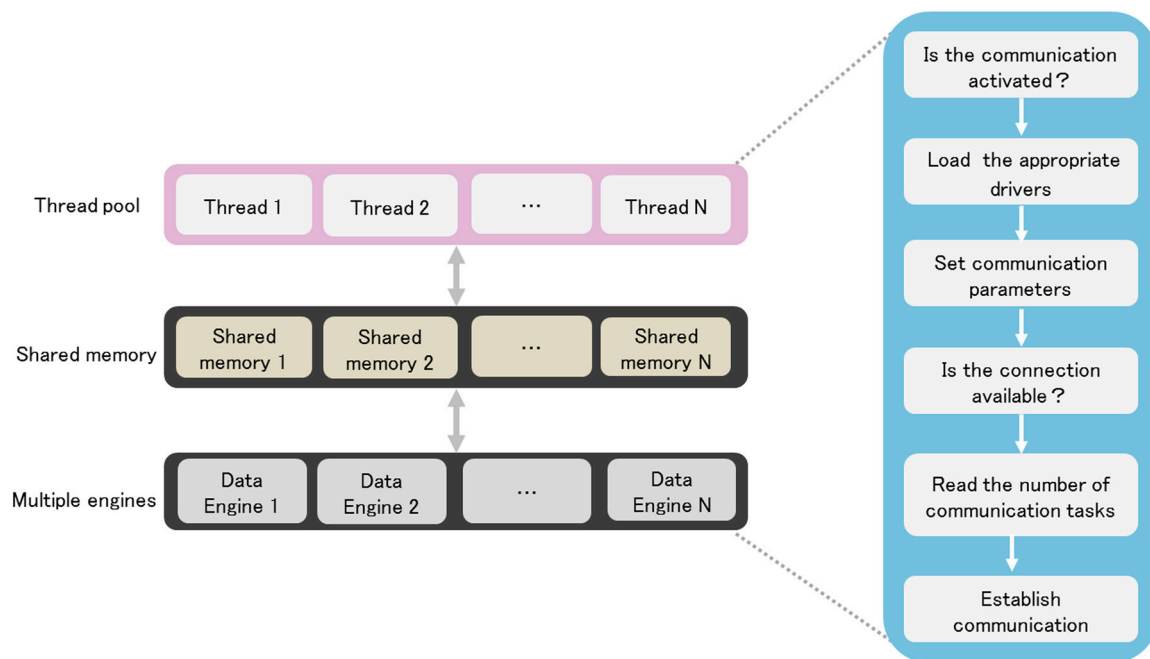 Thread pool
Thread 1
Thread 2
...
Thread N
Shared memory
Shared
memory 1
Shared
memory 2
...
Shared
memory N
Multiple engines
Data
Engine 1
Data
Engine 2
...
Data
Engine N
Is the communication
activated？
Load the appropriate
drivers
Set communication
parameters
Is the connection
available？
Read the number of
communication tasks
Establish
communication